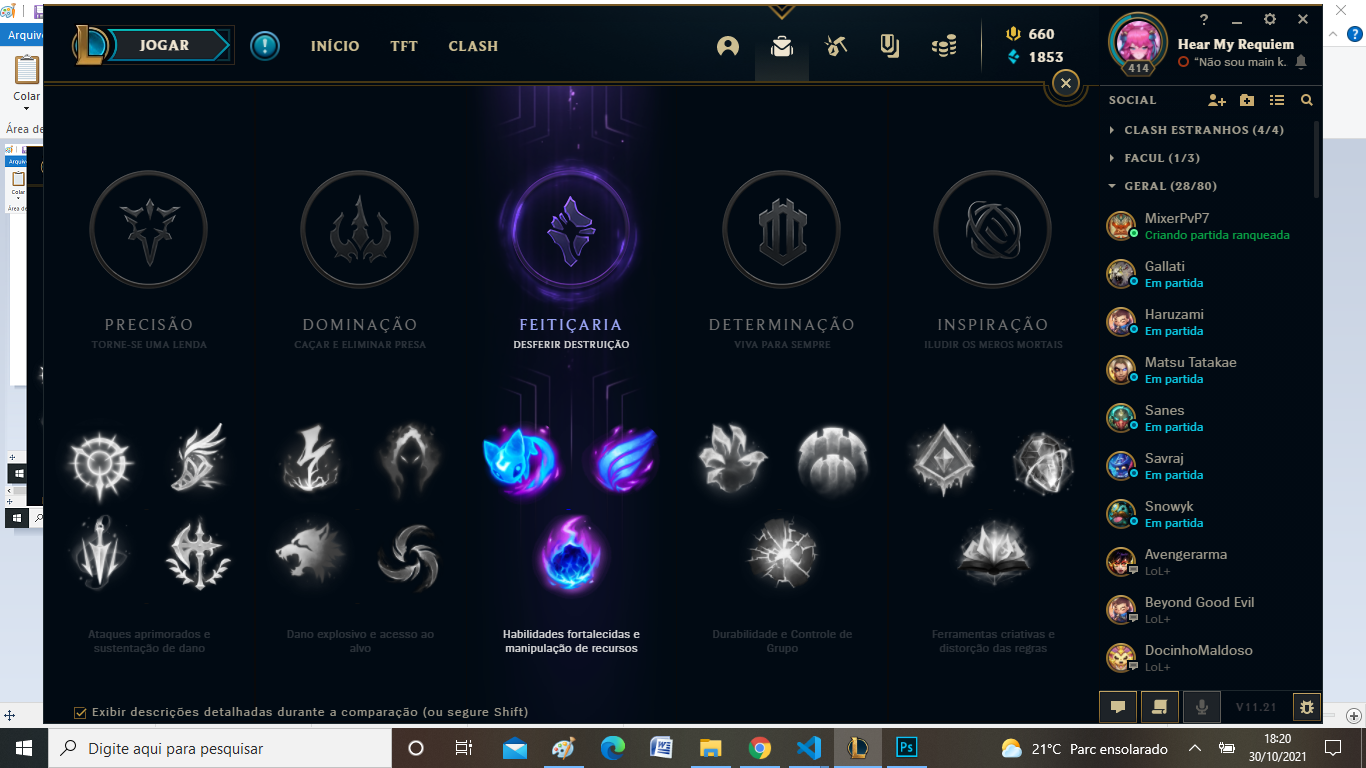 Arquivo
Colar
Área de
JOGAR
INÍCIO
TFT
CLASH
660
1853
414
Hear My Requiem
"Não sou main k.
SOCIAL
CLASH ESTRANHOS (4/4)
FACUL (1/3)
GERAL (28/80)
MixerPvP7
Criando partida ranqueada
Gallati
Em partida
Haruzami
Em partida
Matsu Tatakae
Em partida
Sanes
Em partida
Savraj
Em partida
Snowyk
Em partida
Avengerarma
LoL+
Beyond Good Evil
LoL+
DocinhoMaldoso
LoL+
V11.21
PRECISÃO
TORNE-SE UMA LENDA
Ataques aprimorados e
sustentação de dano
DOMINAÇÃO
CAÇAR E ELIMINAR PRESA
Dano explosivo e acesso ao
alvo
FEITIÇARIA
DESFERIR DESTRUIÇÃO
Habilidades fortalecidas e
manipulação de recursos
DETERMINAÇÃO
VIVA PARA SEMPRE
Durabilidade e Controle de
Grupo
INSPIRAÇÃO
ILUDIR OS MEROS MORTAIS
Ferramentas criativas e
distorção das regras
Exibir descrições detalhadas durante a comparação (ou segure Shift)
Digite aqui para pesquisar
Ps
21°C Parc ensolarado
18:20
30/10/2021